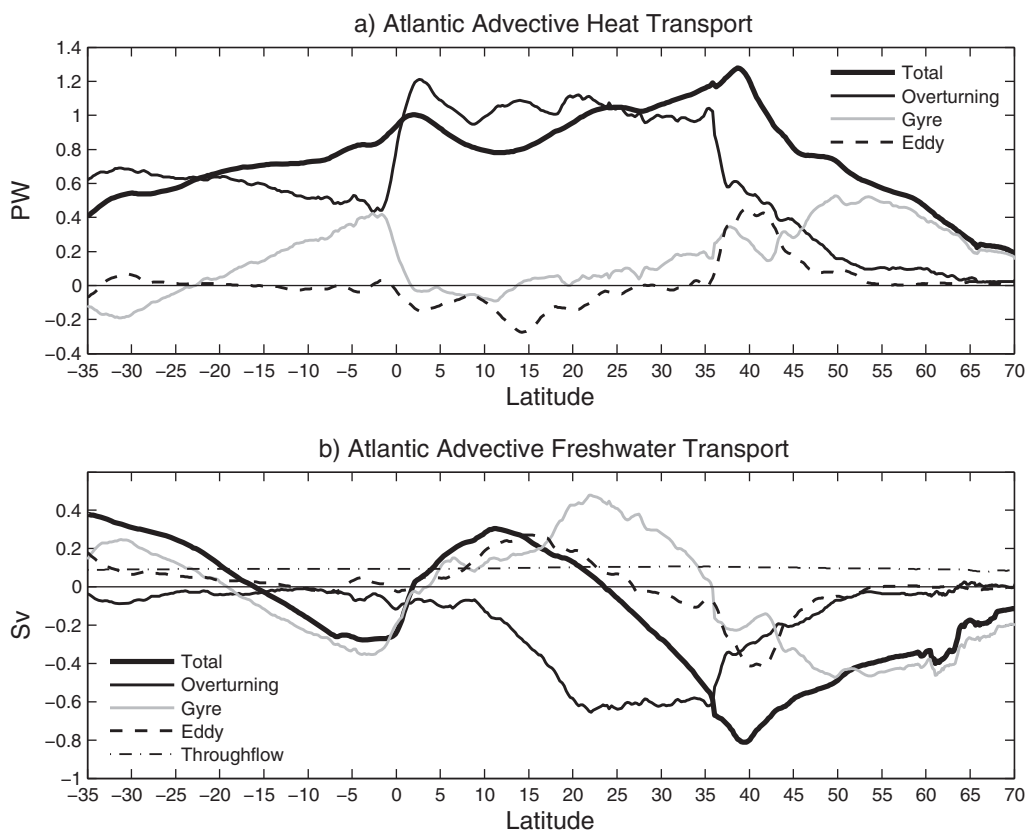 a) Atlantic Advective Heat Transport
1.4
1.2
1
0.8
0.6
0.4
0.2
0
−0.2
−0.4
PW
Total
Overturning
Gyre
Eddy
−35 −30 −25 −20 −15 −10 −5 0 5 10 15 20 25 30 35 40 45 50 55 60 65 70
Latitude
b) Atlantic Advective Freshwater Transport
0.4
0.2
0
−0.2
−0.4
−0.6
−0.8
−1
Sv
Total
Overturning
Gyre
Eddy
Throughflow
−35 −30 −25 −20 −15 −10 −5 0 5 10 15 20 25 30 35 40 45 50 55 60 65 70
Latitude